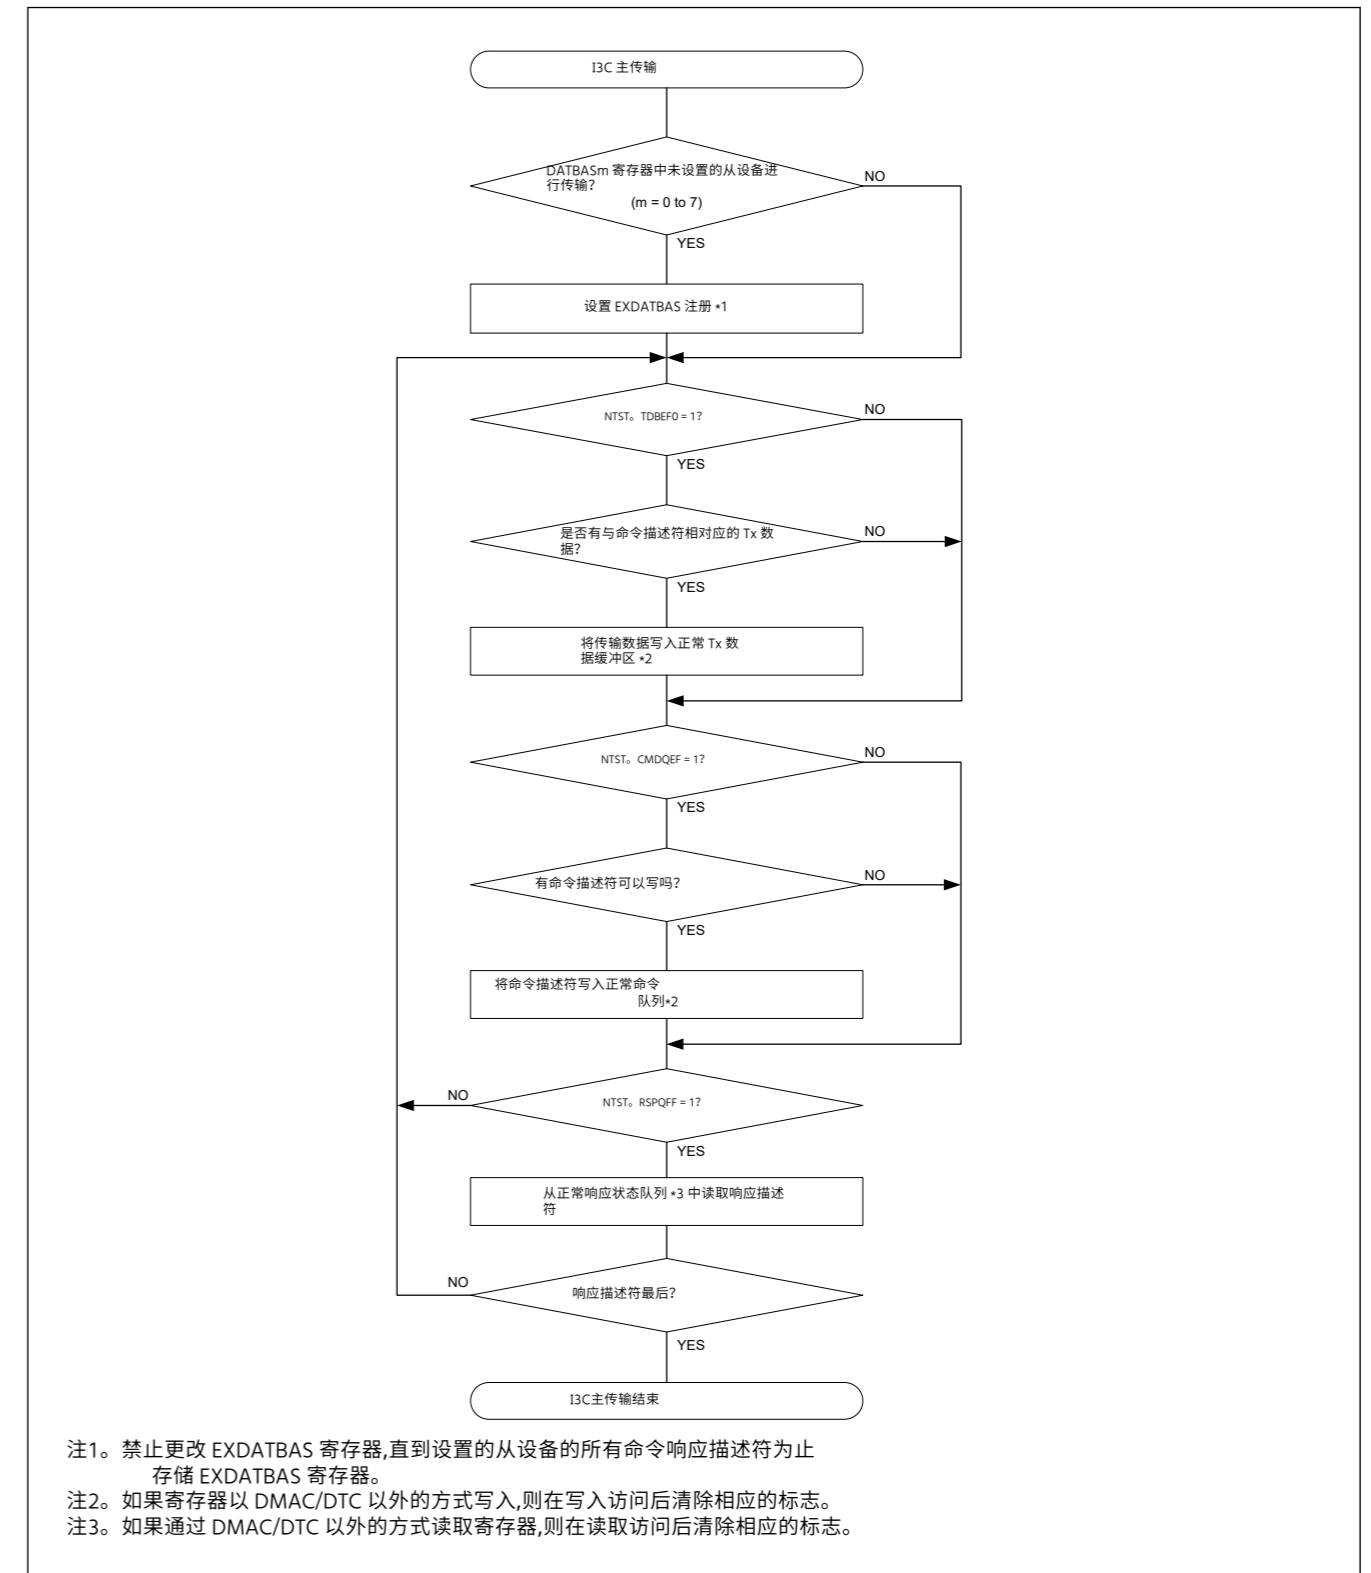 I3C 主传输
DATBASm 寄存器中未设置的从设备进
行传输?
(m = 0 to 7)
NO
YES
设置 EXDATBAS 注册 *1
NTST。TDBEF0 = 1?
NO
YES
是否有与命令描述符相对应的 Tx 数
据?
NO
YES
将传输数据写入正常 Tx 数
据缓冲区 *2
NTST。CMDQEF = 1?
NO
YES
有命令描述符可以写吗?
NO
YES
将命令描述符写入正常命令
队列*2
NO
NTST。RSPQFF = 1?
YES
从正常响应状态队列 *3 中读取响应描述
符
NO
响应描述符最后?
YES
I3C主传输结束
注1。禁止更改 EXDATBAS 寄存器,直到设置的从设备的所有命令响应描述符为止
存储 EXDATBAS 寄存器。
注2。如果寄存器以 DMAC/DTC 以外的方式写入,则在写入访问后清除相应的标志。
注3。如果通过 DMAC/DTC 以外的方式读取寄存器,则在读取访问后清除相应的标志。